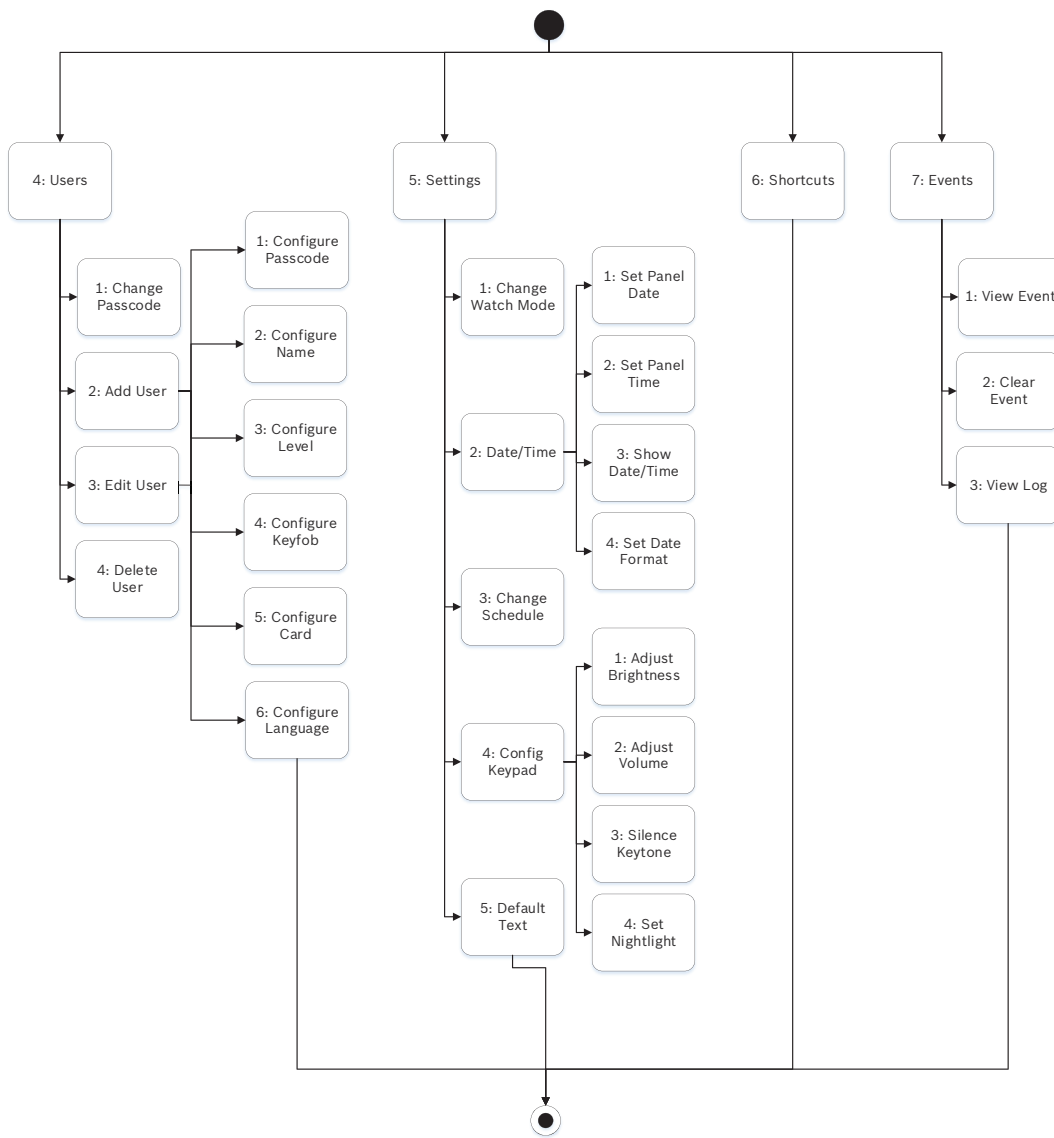 4: Users
5: Settings
6: Shortcuts
7: Events
1: Change
Passcode
2: Add User
3: Edit User
4: Delete
User
1: Configure
Passcode
2: Configure
Name
3: Configure
Level
4: Configure
Keyfob
5: Configure
Card
6: Configure
Language
1: Change
Watch Mode
2: Date/Time
3: Change
Schedule
4: Config
Keypad
5: Default
Text
1: Set Panel
Date
2: Set Panel
Time
3: Show
Date/Time
4: Set Date
Format
1: Adjust
Brightness
2: Adjust
Volume
3: Silence
Keytone
4: Set
Nightlight
1: View Event
2: Clear
Event
3: View Log